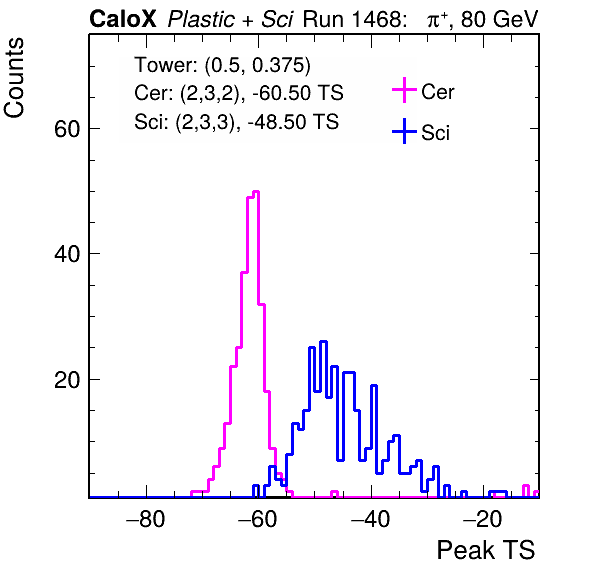 CaloX Plastic + Sci Run 1468: π⁺, 80 GeV
Counts
Tower: (0.5, 0.375)
Cer: (2,3,2), -60.50 TS
Sci: (2,3,3), -48.50 TS
Cer
Sci
60
40
20
−80 −60 −40 −20
Peak TS